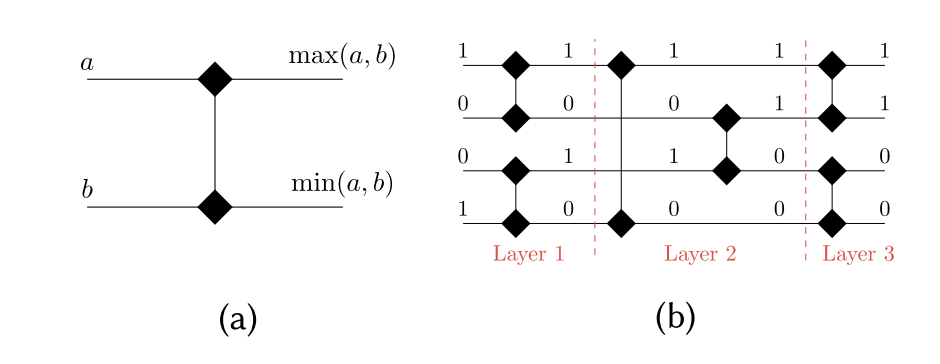 a max(a, b)
b min(a, b)
(a)
1 1 1 1 1
0 0 0 1 1
0 1 1 0 0
1 0 0 0 0
Layer 1 Layer 2 Layer 3
(b)